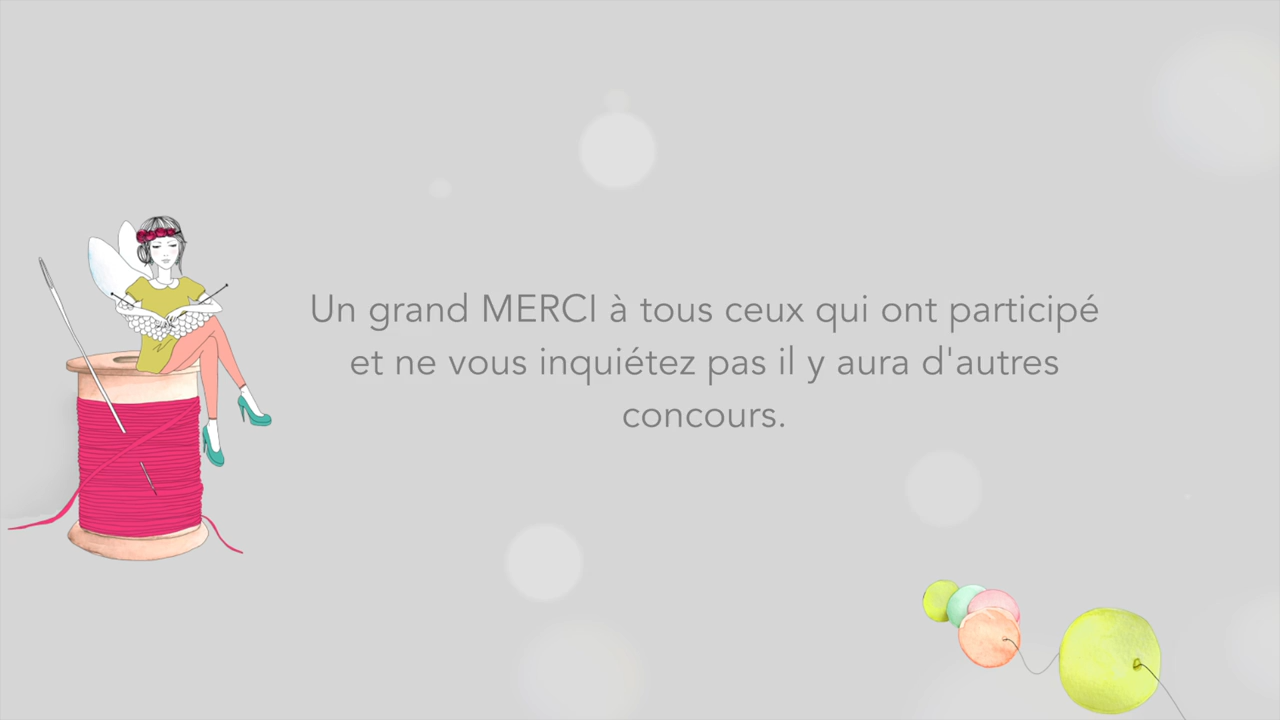 Un grand MERCI à tous ceux qui ont participé
et ne vous inquiétez pas il y aura d'autres
concours.